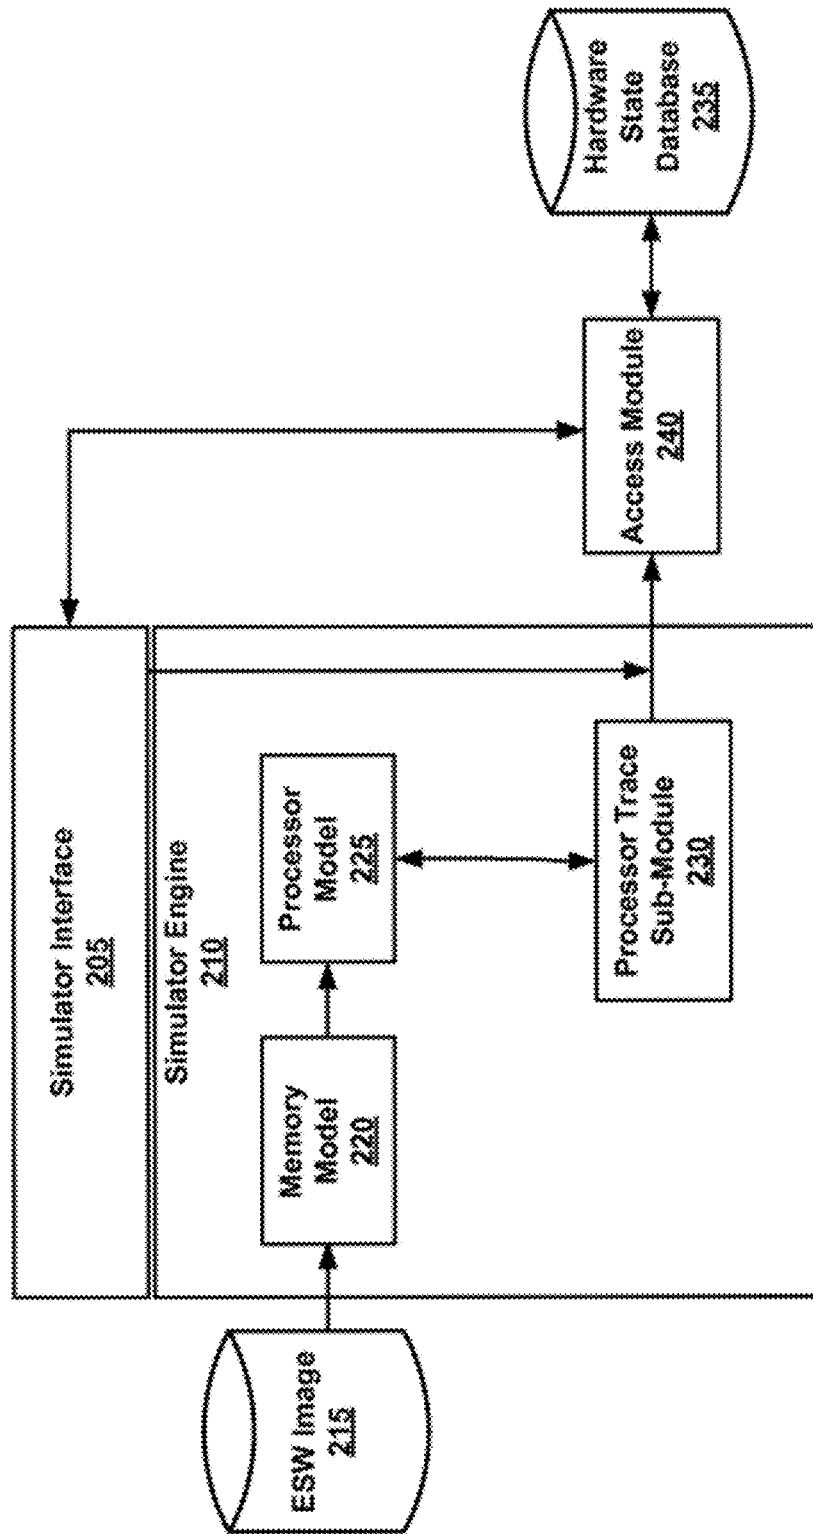 Simulator Interface
205
Simulator Engine
210
ESW Image
215
Memory
Model
220
Processor
Model
225
Processor Trace
Sub-Module
230
Access Module
240
Hardware
State
Database
235